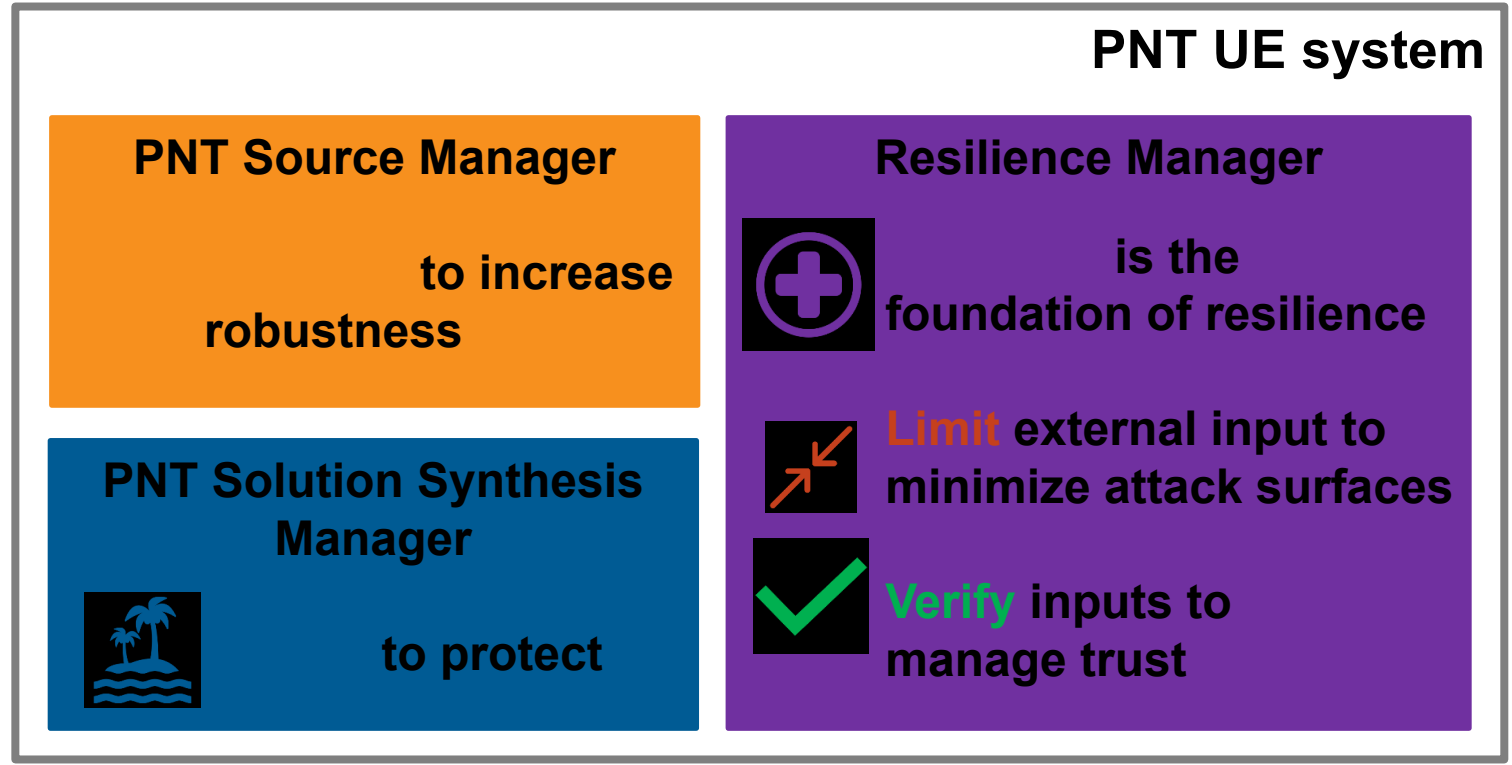 PNT UE system
PNT Source Manager
to increase
robustness
PNT Solution Synthesis
Manager
to protect
Resilience Manager
is the
foundation of resilience
Limit external input to
minimize attack surfaces
Verify inputs to
manage trust